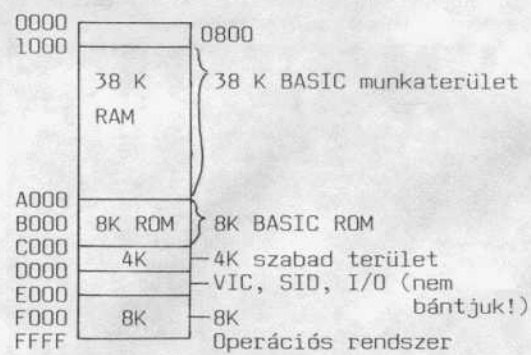 0000
0800
1000
38 K
RAM
38 K BASIC munkaterület
A000
B000
8K ROM
8K BASIC ROM
C000
4K
4K szabad terület
D000
VIC, SID, I/O (nem
bántjuk!)
E000
F000
8K
8K
FFFF
Operációs rendszer